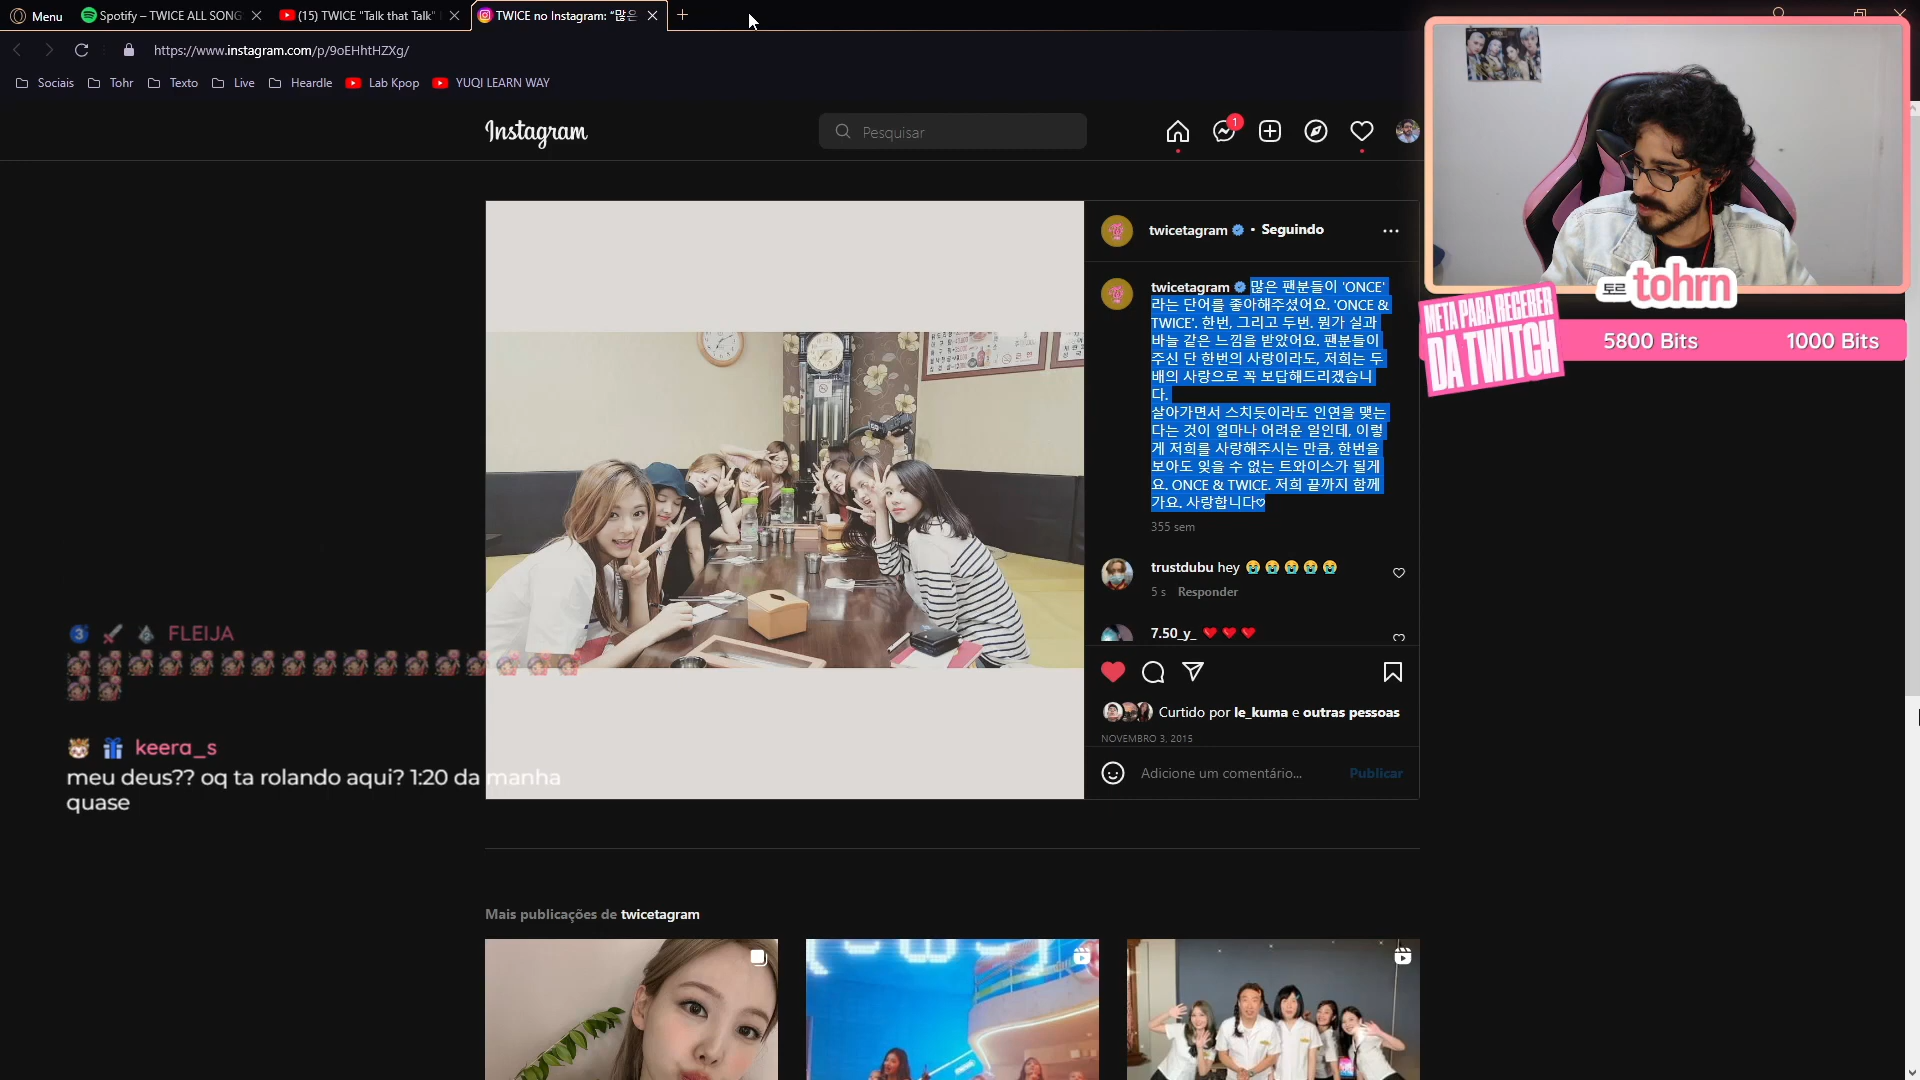 Menu
Spotify – TWICE ALL SONG
(15) TWICE "Talk that Talk"
TWICE no Instagram: “많은
https://www.instagram.com/p/9oEHhtHZXg/
Sociais
Tohr
Texto
Live
Heardle
Lab Kpop
YUQI LEARN WAY
Instagram
Pesquisar
1
twicetagram • Seguindo
twicetagram 많은 팬분들이 'ONCE'
라는 단어를 좋아해주셨어요. 'ONCE &
TWICE'. 한번, 그리고 두번. 뭔가 실과
바늘 같은 느낌을 받았어요. 팬분들이
주신 단 한번의 사랑이라도, 저희는 두
배의 사랑으로 꼭 보답해드리겠습니
다.
살아가면서 스치듯이라도 인연을 맺는
다는 것이 얼마나 어려운 일인데, 이렇
게 저희를 사랑해주시는 만큼, 한번을
보아도 잊을 수 없는 트와이스가 될게
요. ONCE & TWICE. 저희 끝까지 함께
가요. 사랑합니다♡
355 sem
trustdubu hey 😭😭😭😭😭
5 s Responder
7.50_y_ ❤️❤️❤️
Curtido por le_kuma e outras pessoas
NOVEMBRO 3, 2015
Adicione um comentário...
Publicar
토르 tohrn
META PARA RECEBER
DA TWITCH
5800 Bits
1000 Bits
3 FLEIJA
keera_s
meu deus?? oq ta rolando aqui? 1:20 da manha
quase
Mais publicações de twicetagram